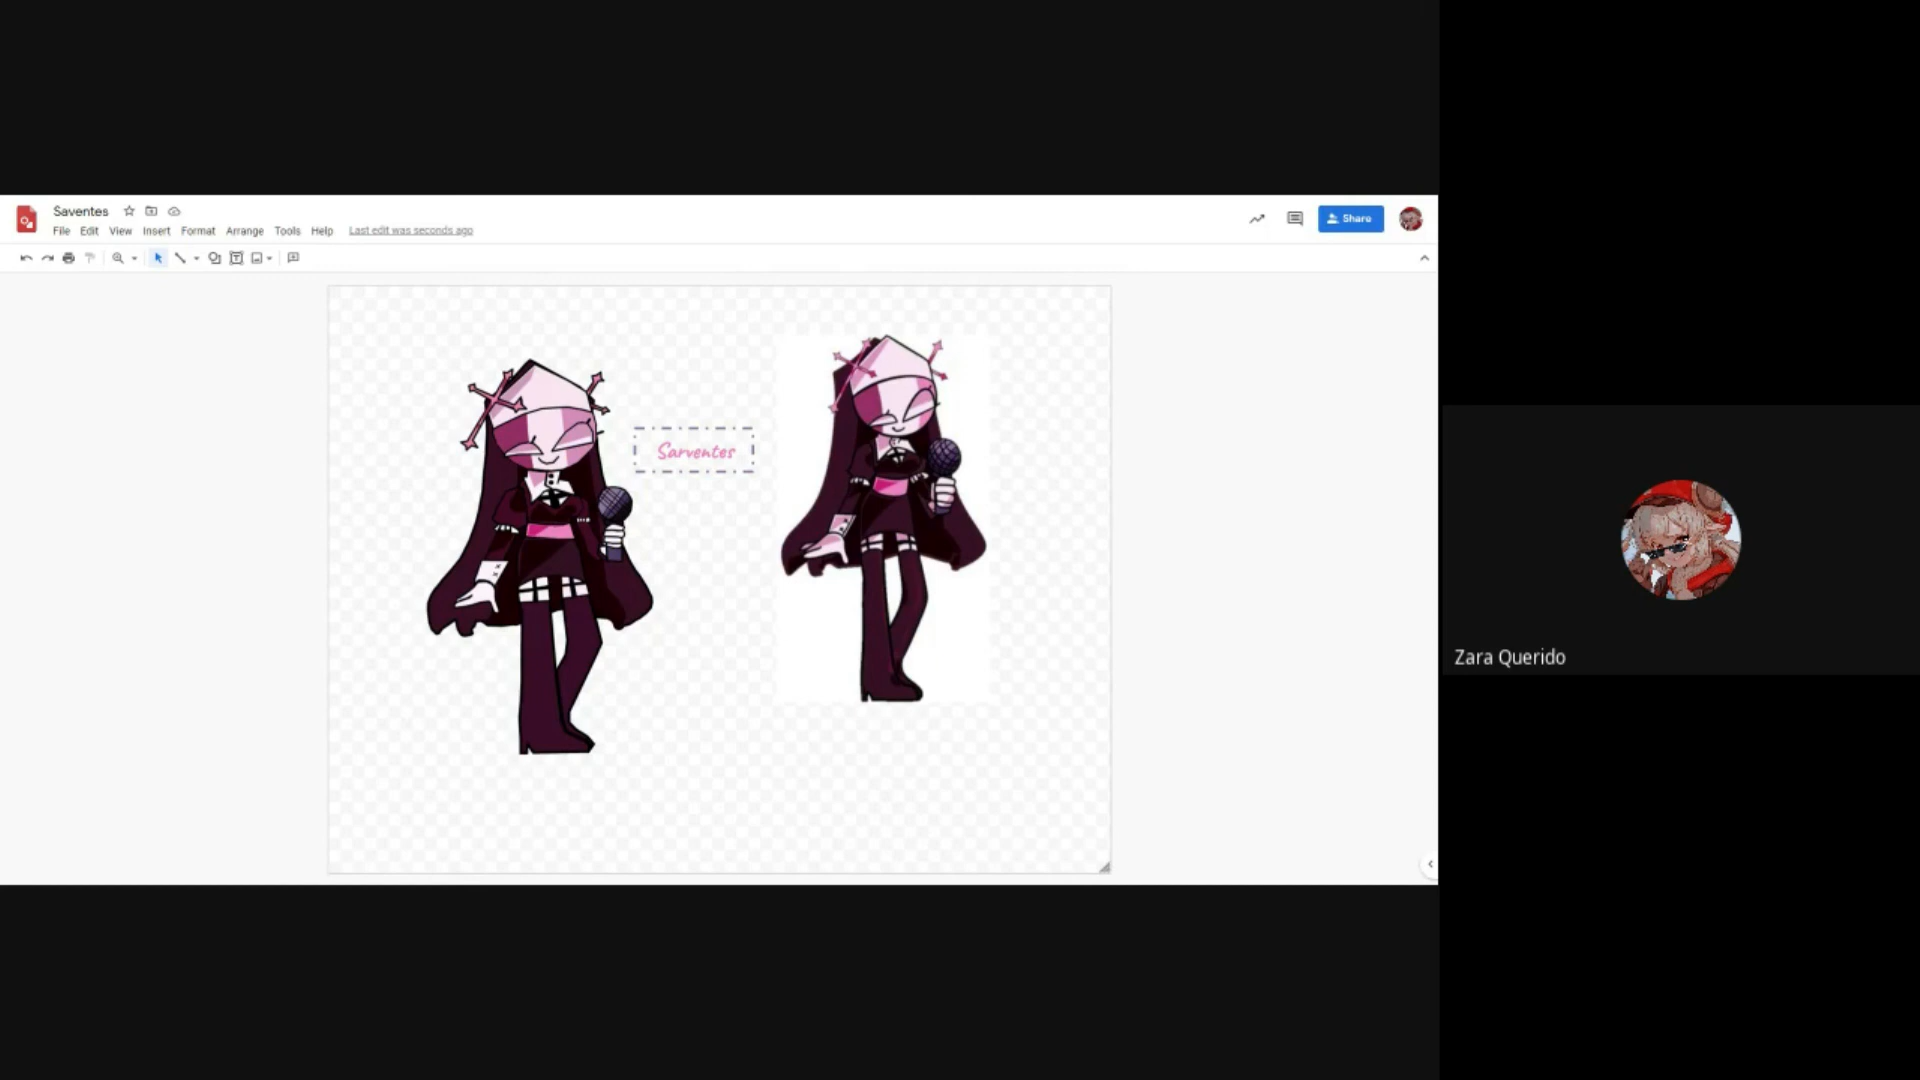 Saventes
File Edit View Insert Format Arrange Tools Help Last edit was seconds ago
Share
Sarventes
Zara Querido